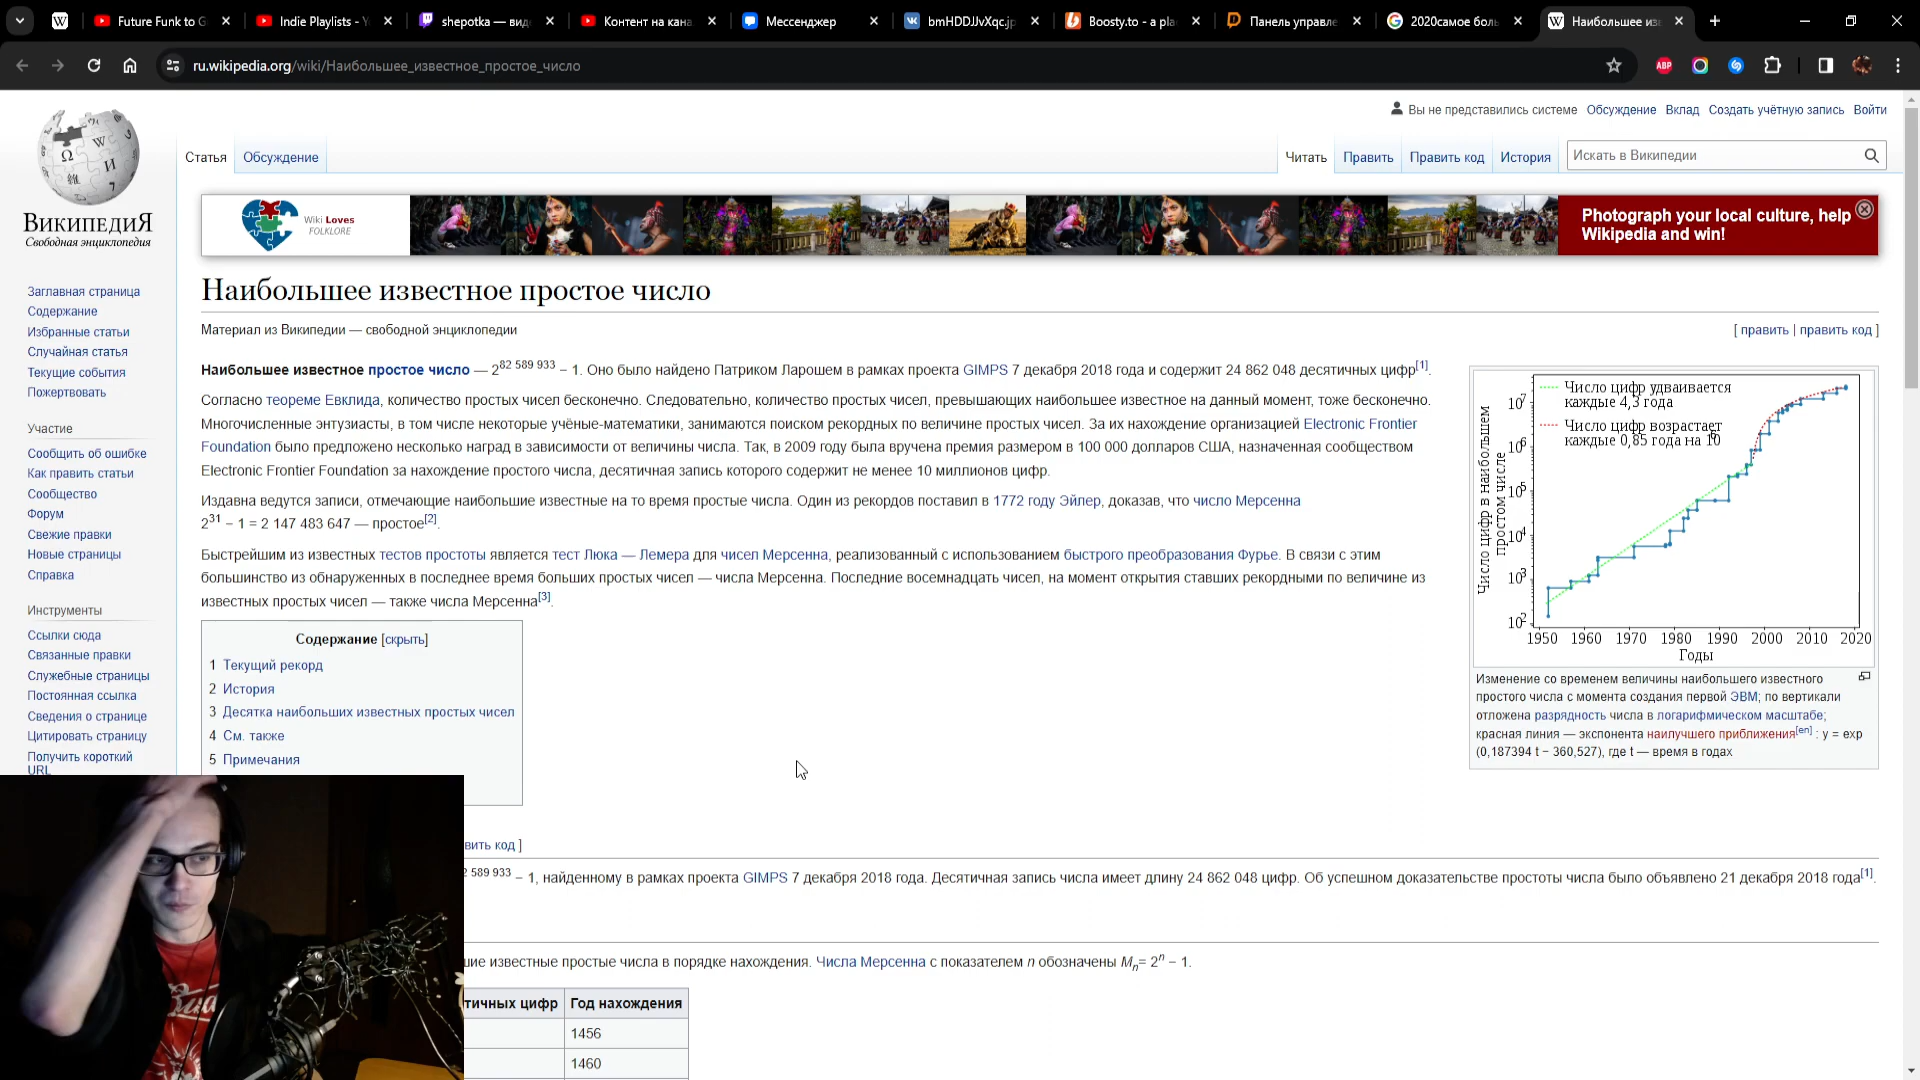 Future Funk to G
Indie Playlists - Y
shepotka — вид
Контент на кана
Мессенджер
bmHDDJJvXqc.jp
Boosty.to - a pla
Панель управле
2020самое боль
Наибольшее из
ru.wikipedia.org/wiki/Наибольшее_известное_простое_число
ABP
Вы не представились системе Обсуждение Вклад Создать учётную запись Войти
Статья Обсуждение
Читать Править Править код История
Искать в Википедии
ВикипедиЯ
Свободная энциклопедия
Wiki Loves
FOLKLORE
Photograph your local culture, help
Wikipedia and win!
Заглавная страница
Содержание
Избранные статьи
Случайная статья
Текущие события
Пожертвовать
Участие
Сообщить об ошибке
Как править статьи
Сообщество
Форум
Свежие правки
Новые страницы
Справка
Инструменты
Ссылки сюда
Связанные правки
Служебные страницы
Постоянная ссылка
Сведения о странице
Цитировать страницу
Получить короткий
URL
Наибольшее известное простое число
Материал из Википедии — свободной энциклопедии
[ править | править код ]
Наибольшее известное простое число — 2^82 589 933 − 1. Оно было найдено Патриком Ларошем в рамках проекта GIMPS 7 декабря 2018 года и содержит 24 862 048 десятичных цифр[1].
Согласно теореме Евклида, количество простых чисел бесконечно. Следовательно, количество простых чисел, превышающих наибольшее известное на данный момент, тоже бесконечно.
Многочисленные энтузиасты, в том числе некоторые учёные-математики, занимаются поиском рекордных по величине простых чисел. За их нахождение организацией Electronic Frontier
Foundation было предложено несколько наград в зависимости от величины числа. Так, в 2009 году была вручена премия размером в 100 000 долларов США, назначенная сообществом
Electronic Frontier Foundation за нахождение простого числа, десятичная запись которого содержит не менее 10 миллионов цифр.
Издавна ведутся записи, отмечающие наибольшие известные на то время простые числа. Один из рекордов поставил в 1772 году Эйлер, доказав, что число Мерсенна
2^31 − 1 = 2 147 483 647 — простое[2].
Быстрейшим из известных тестов простоты является тест Люка — Лемера для чисел Мерсенна, реализованный с использованием быстрого преобразования Фурье. В связи с этим
большинство из обнаруженных в последнее время больших простых чисел — числа Мерсенна. Последние восемнадцать чисел, на момент открытия ставших рекордными по величине из
известных простых чисел — также числа Мерсенна[3].
Число цифр удваивается
каждые 4,3 года
Число цифр возрастает
каждые 0,85 года на 10^6
Число цифр в наибольшем
простом числе
10^7
10^6
10^5
10^4
10^3
10^2
1950 1960 1970 1980 1990 2000 2010 2020
Годы
Изменение со временем величины наибольшего известного
простого числа с момента создания первой ЭВМ; по вертикали
отложена разрядность числа в логарифмическом масштабе;
красная линия — экспонента наилучшего приближения[en] : y = exp
(0,187394 t − 360,527), где t — время в годах
Содержание [скрыть]
1 Текущий рекорд
2 История
3 Десятка наибольших известных простых чисел
4 См. также
5 Примечания
вить код ]
2 589 933 − 1, найденному в рамках проекта GIMPS 7 декабря 2018 года. Десятичная запись числа имеет длину 24 862 048 цифр. Об успешном доказательстве простоты числа было объявлено 21 декабря 2018 года[1].
шие известные простые числа в порядке нахождения. Числа Мерсенна с показателем n обозначены Mn= 2^n − 1.
тичных цифр Год нахождения
1456
1460